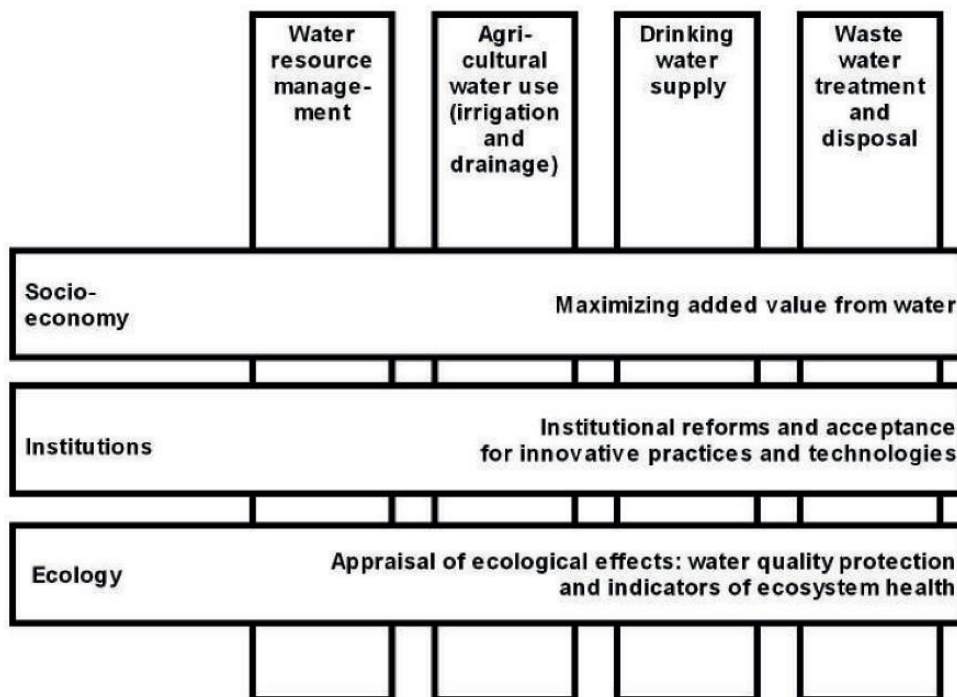 Water
resource
manage-
ment
Agri-
cultural
water use
(irrigation
and
drainage)
Drinking
water
supply
Waste
water
treatment
and
disposal
Socio-
economy
Maximizing added value from water
Institutions
Institutional reforms and acceptance
for innovative practices and technologies
Ecology
Appraisal of ecological effects: water quality protection
and indicators of ecosystem health